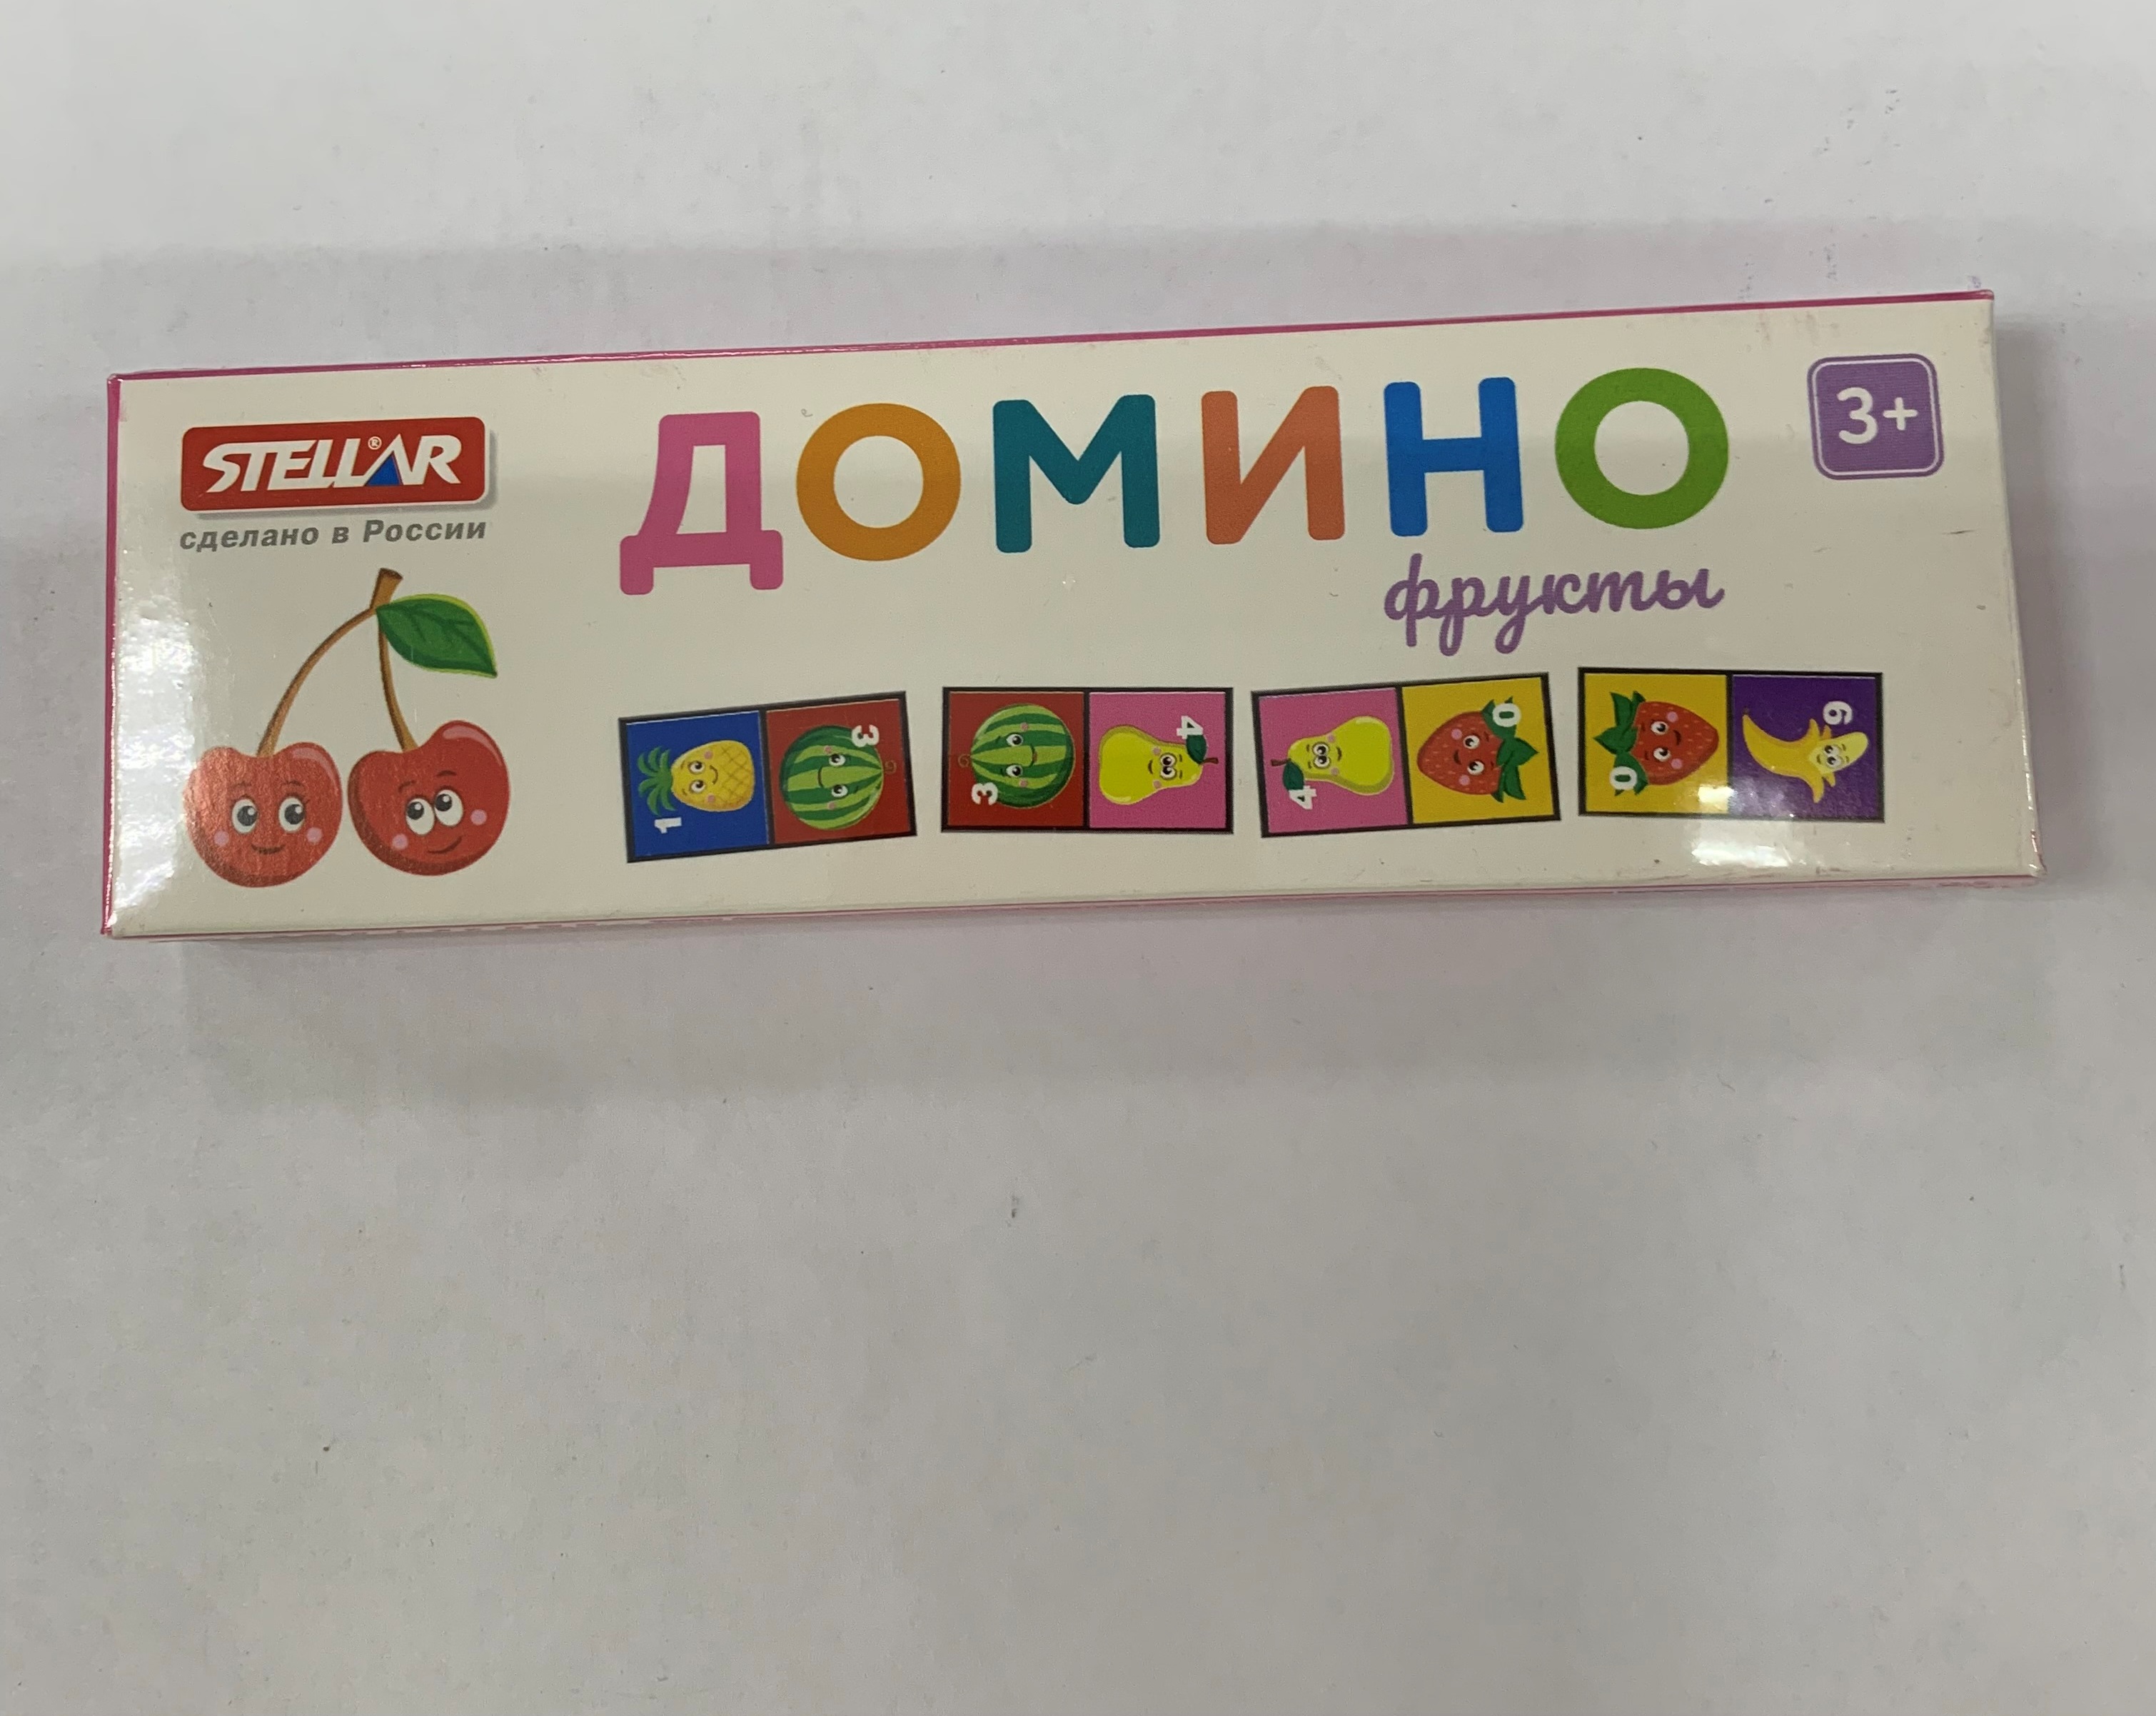 STELLAR®
сделано в России
ДОМИНО
фрукты
3+
1 3
3 4
4 0
0 6